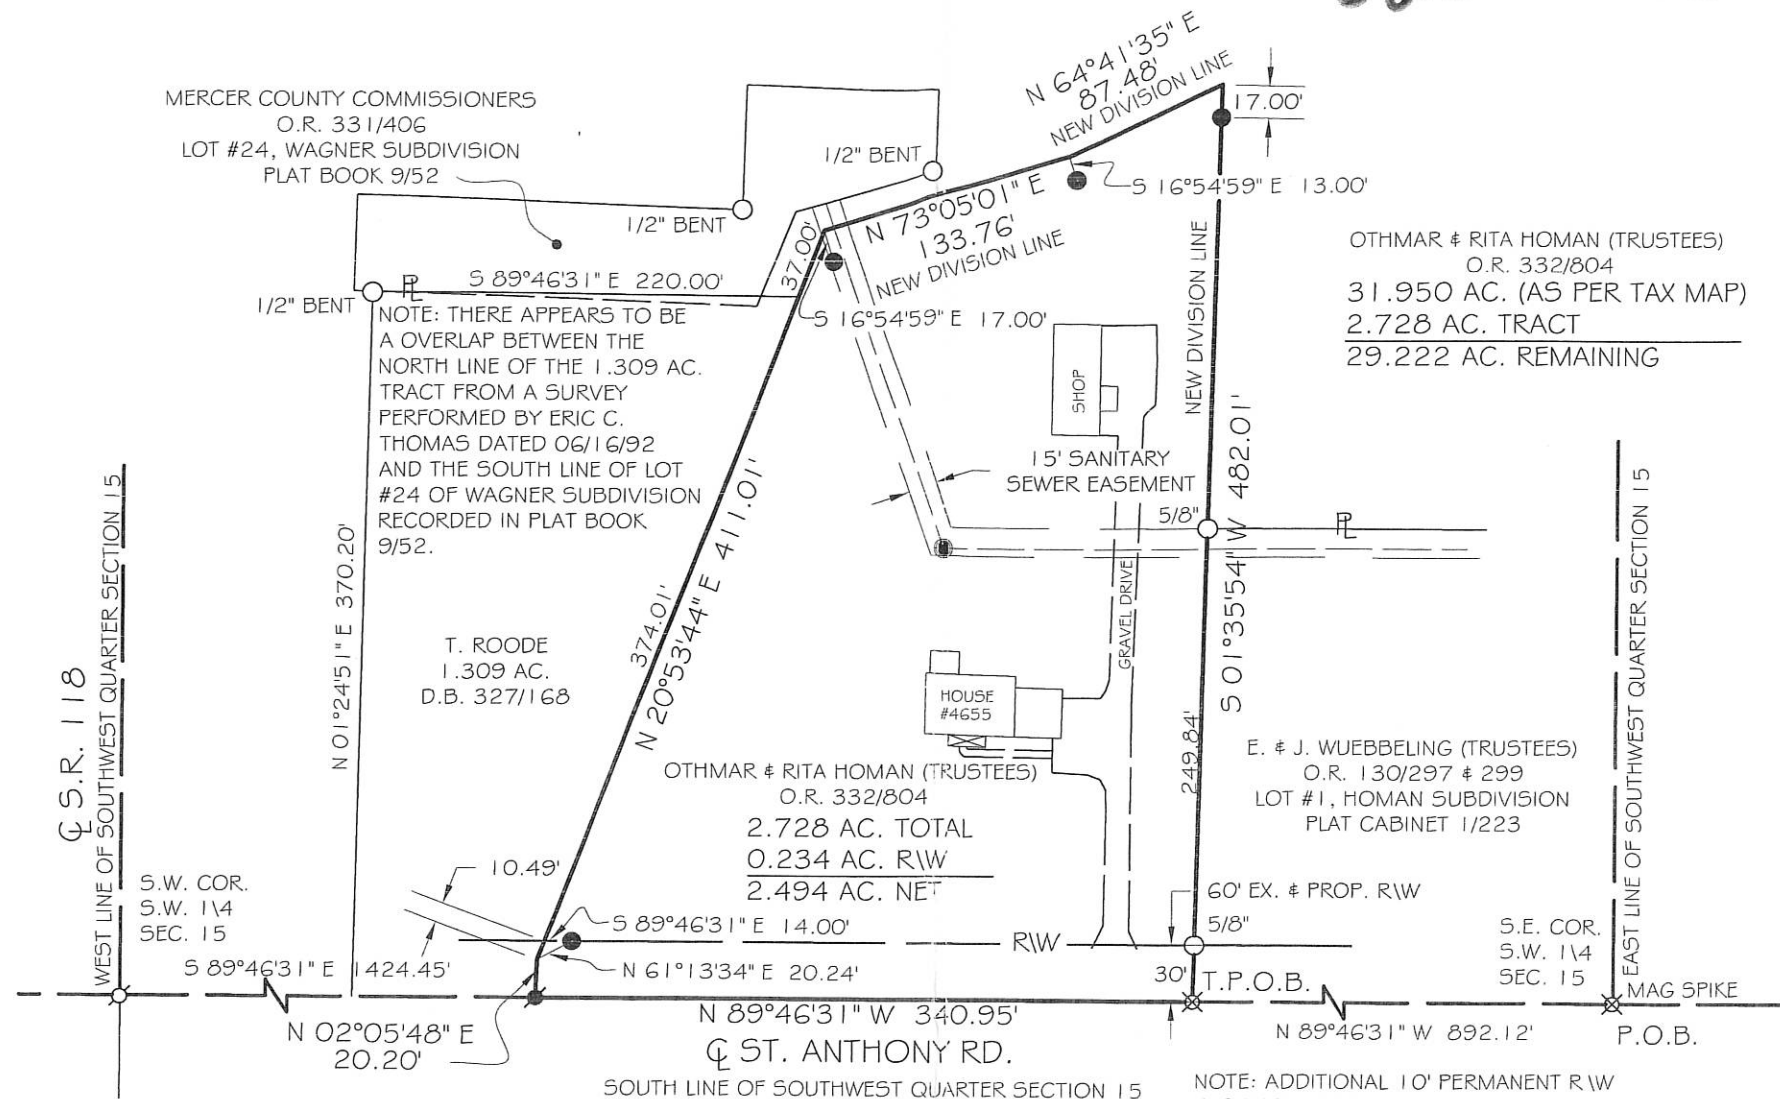 MERCER COUNTY COMMISSIONERS
O.R. 331/406
LOT #24, WAGNER SUBDIVISION
PLAT BOOK 9/52
1/2" BENT
1/2" BENT
1/2" BENT
N 64°41'35" E
87.48'
NEW DIVISION LINE
17.00'
S 16°54'59" E 13.00'
N 73°05'01" E
133.76'
NEW DIVISION LINE
37.00'
S 89°46'31" E 220.00'
PL
S 16°54'59" E 17.00'
NOTE: THERE APPEARS TO BE
A OVERLAP BETWEEN THE
NORTH LINE OF THE 1.309 AC.
TRACT FROM A SURVEY
PERFORMED BY ERIC C.
THOMAS DATED 06/16/92
AND THE SOUTH LINE OF LOT
#24 OF WAGNER SUBDIVISION
RECORDED IN PLAT BOOK
9/52.
OTHMAR & RITA HOMAN (TRUSTEES)
O.R. 332/804
31.950 AC. (AS PER TAX MAP)
2.728 AC. TRACT
29.222 AC. REMAINING
NEW DIVISION LINE
SHOP
15' SANITARY
SEWER EASEMENT
5/8"
PL
S 01°35'54" W 482.01'
249.84'
GRAVEL DRIVE
HOUSE
#4655
374.01'
N 20°53'44" E 411.01'
N 01°24'51" E 370.20'
T. ROODE
1.309 AC.
D.B. 327/168
℄ S.R. 118
WEST LINE OF SOUTHWEST QUARTER SECTION 15
EAST LINE OF SOUTHWEST QUARTER SECTION 15
OTHMAR & RITA HOMAN (TRUSTEES)
O.R. 332/804
2.728 AC. TOTAL
0.234 AC. R\W
2.494 AC. NET
E. & J. WUEBBELING (TRUSTEES)
O.R. 130/297 & 299
LOT #1, HOMAN SUBDIVISION
PLAT CABINET 1/223
10.49'
S 89°46'31" E 14.00'
R\W
60' EX. & PROP. R\W
5/8"
S.W. COR.
S.W. 1\4
SEC. 15
S.E. COR.
S.W. 1\4
SEC. 15
S 89°46'31" E 1424.45'
N 61°13'34" E 20.24'
30'
T.P.O.B.
MAG SPIKE
P.O.B.
N 02°05'48" E
20.20'
N 89°46'31" W 340.95'
N 89°46'31" W 892.12'
℄ ST. ANTHONY RD.
SOUTH LINE OF SOUTHWEST QUARTER SECTION 15
NOTE: ADDITIONAL 10' PERMANENT R\W